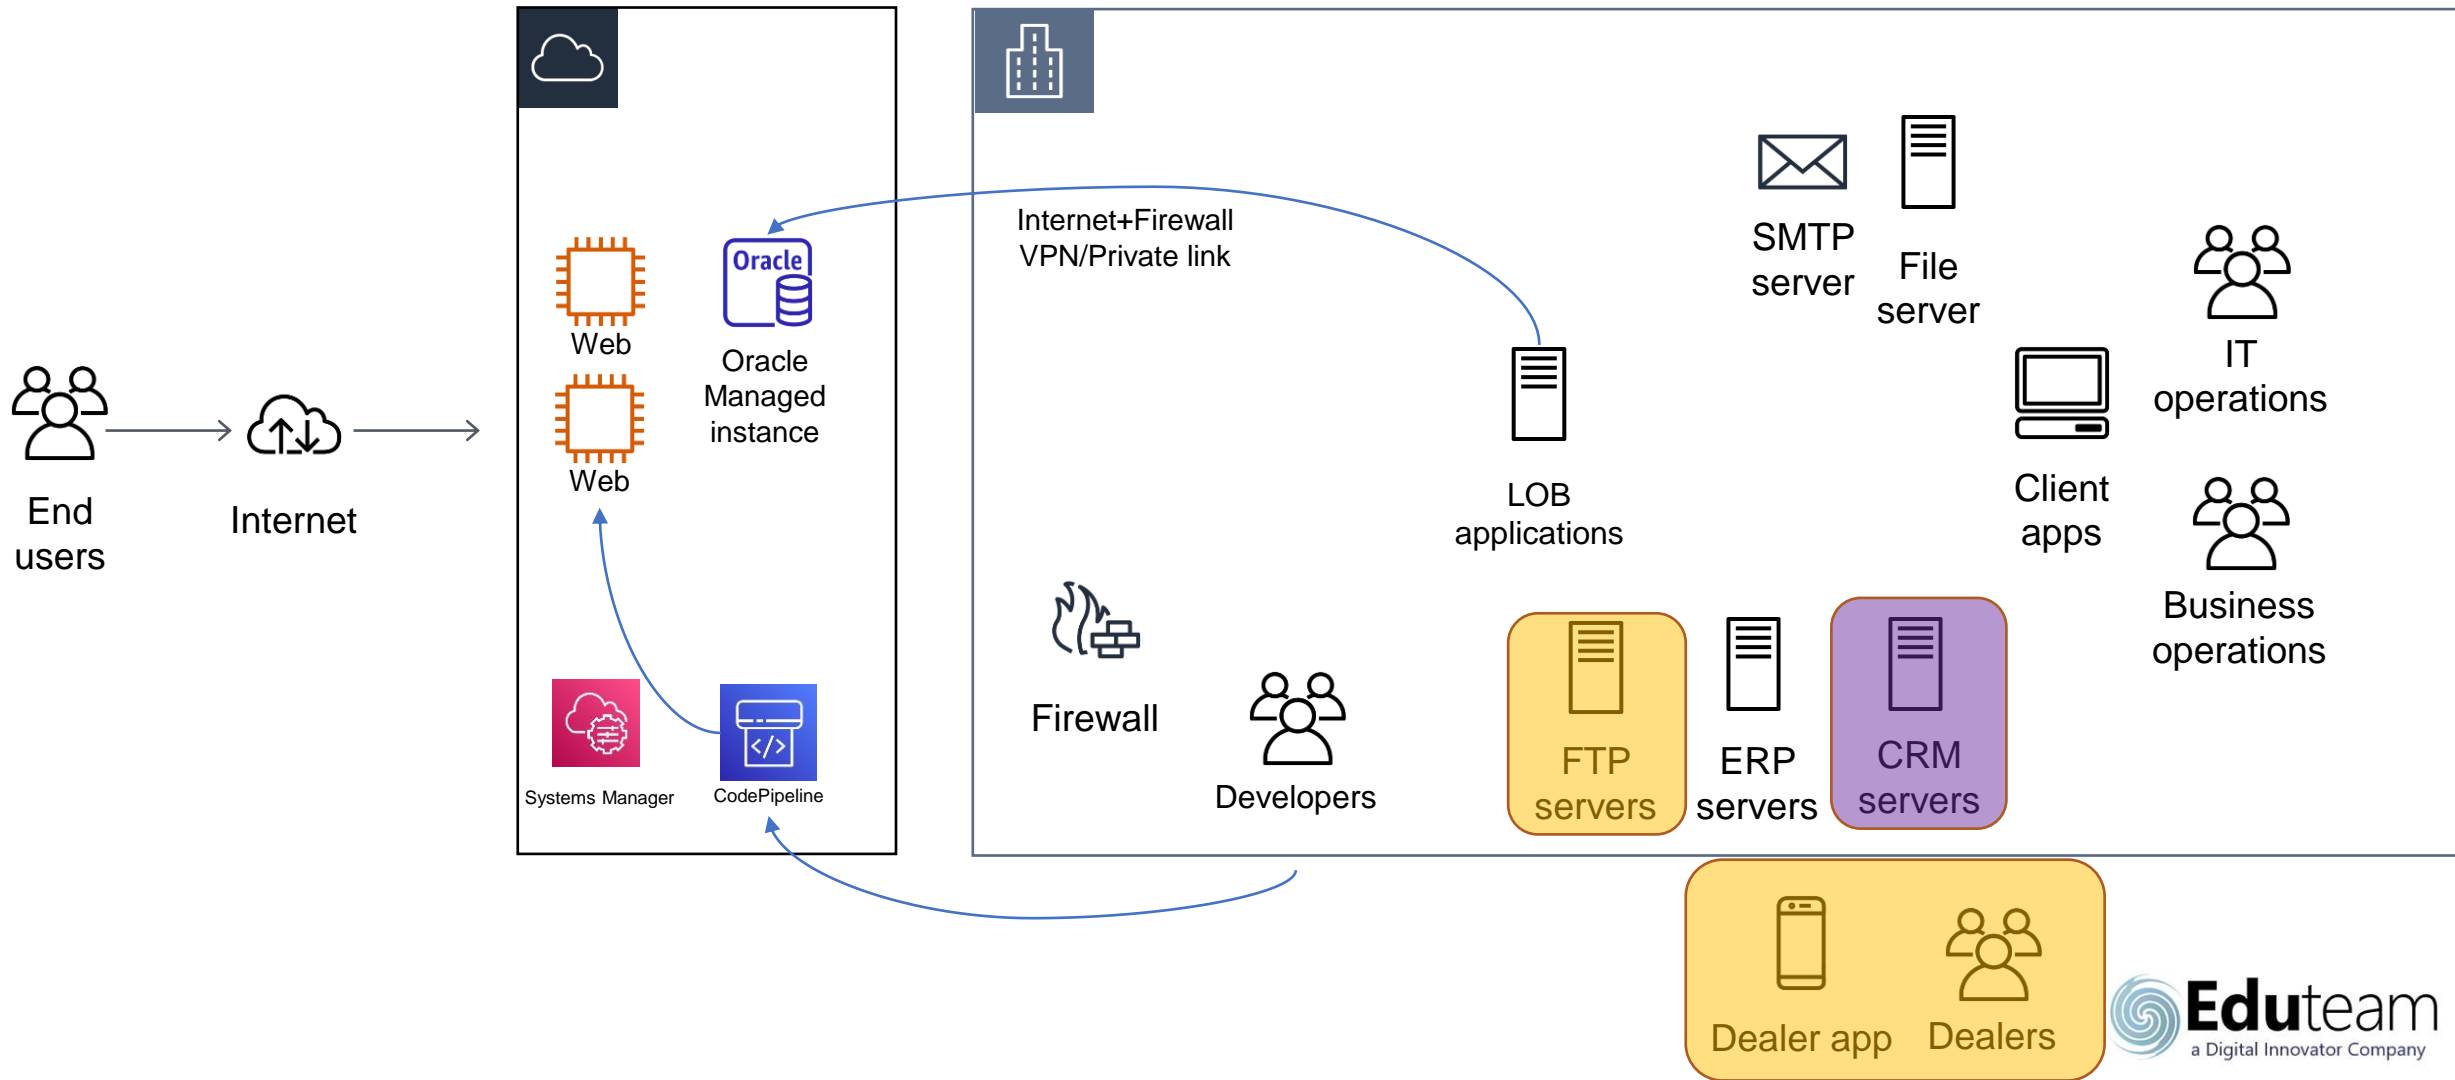 End
users
Internet
Web
Web
Oracle
Oracle
Managed
instance
Systems Manager
CodePipeline
Internet+Firewall
VPN/Private link
SMTP
server
File
server
IT
operations
LOB
applications
Client
apps
Business
operations
Firewall
Developers
FTP
servers
ERP
servers
CRM
servers
</>
Dealer app
Dealers
Eduteam
a Digital Innovator Company